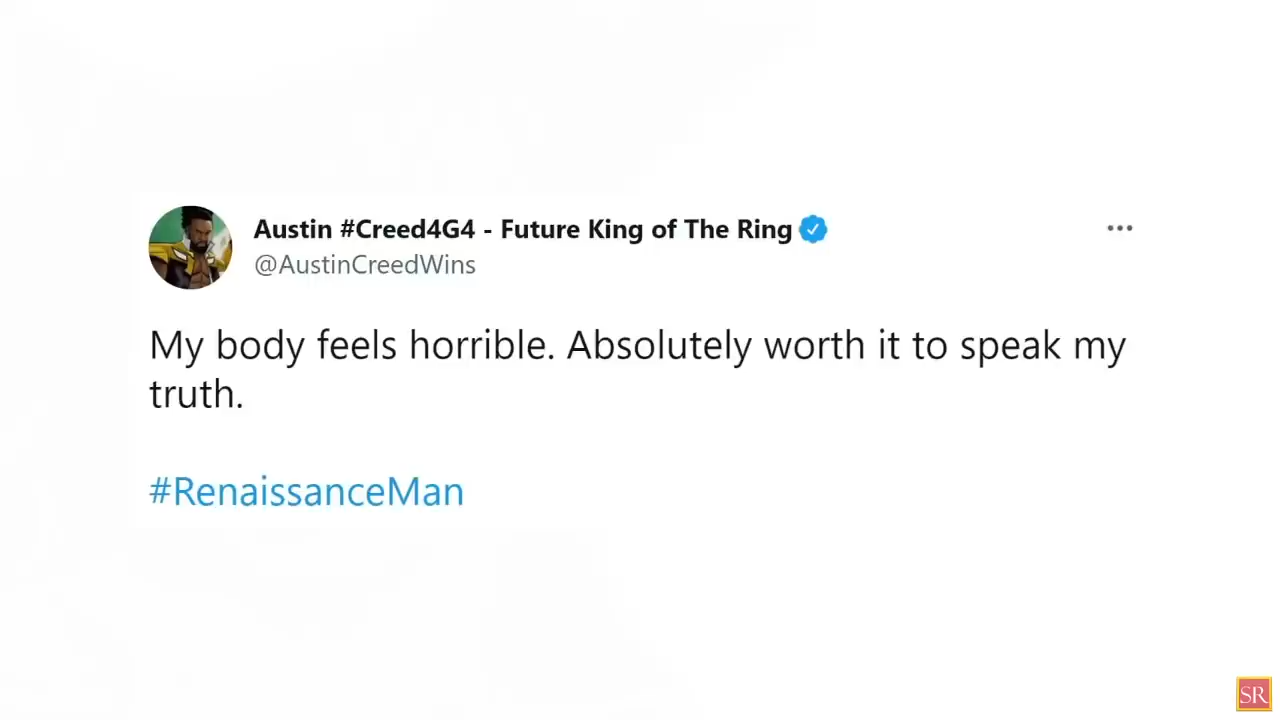 Austin #Creed4G4 - Future King of The Ring
@AustinCreedWins
My body feels horrible. Absolutely worth it to speak my
truth.
#RenaissanceMan
SR